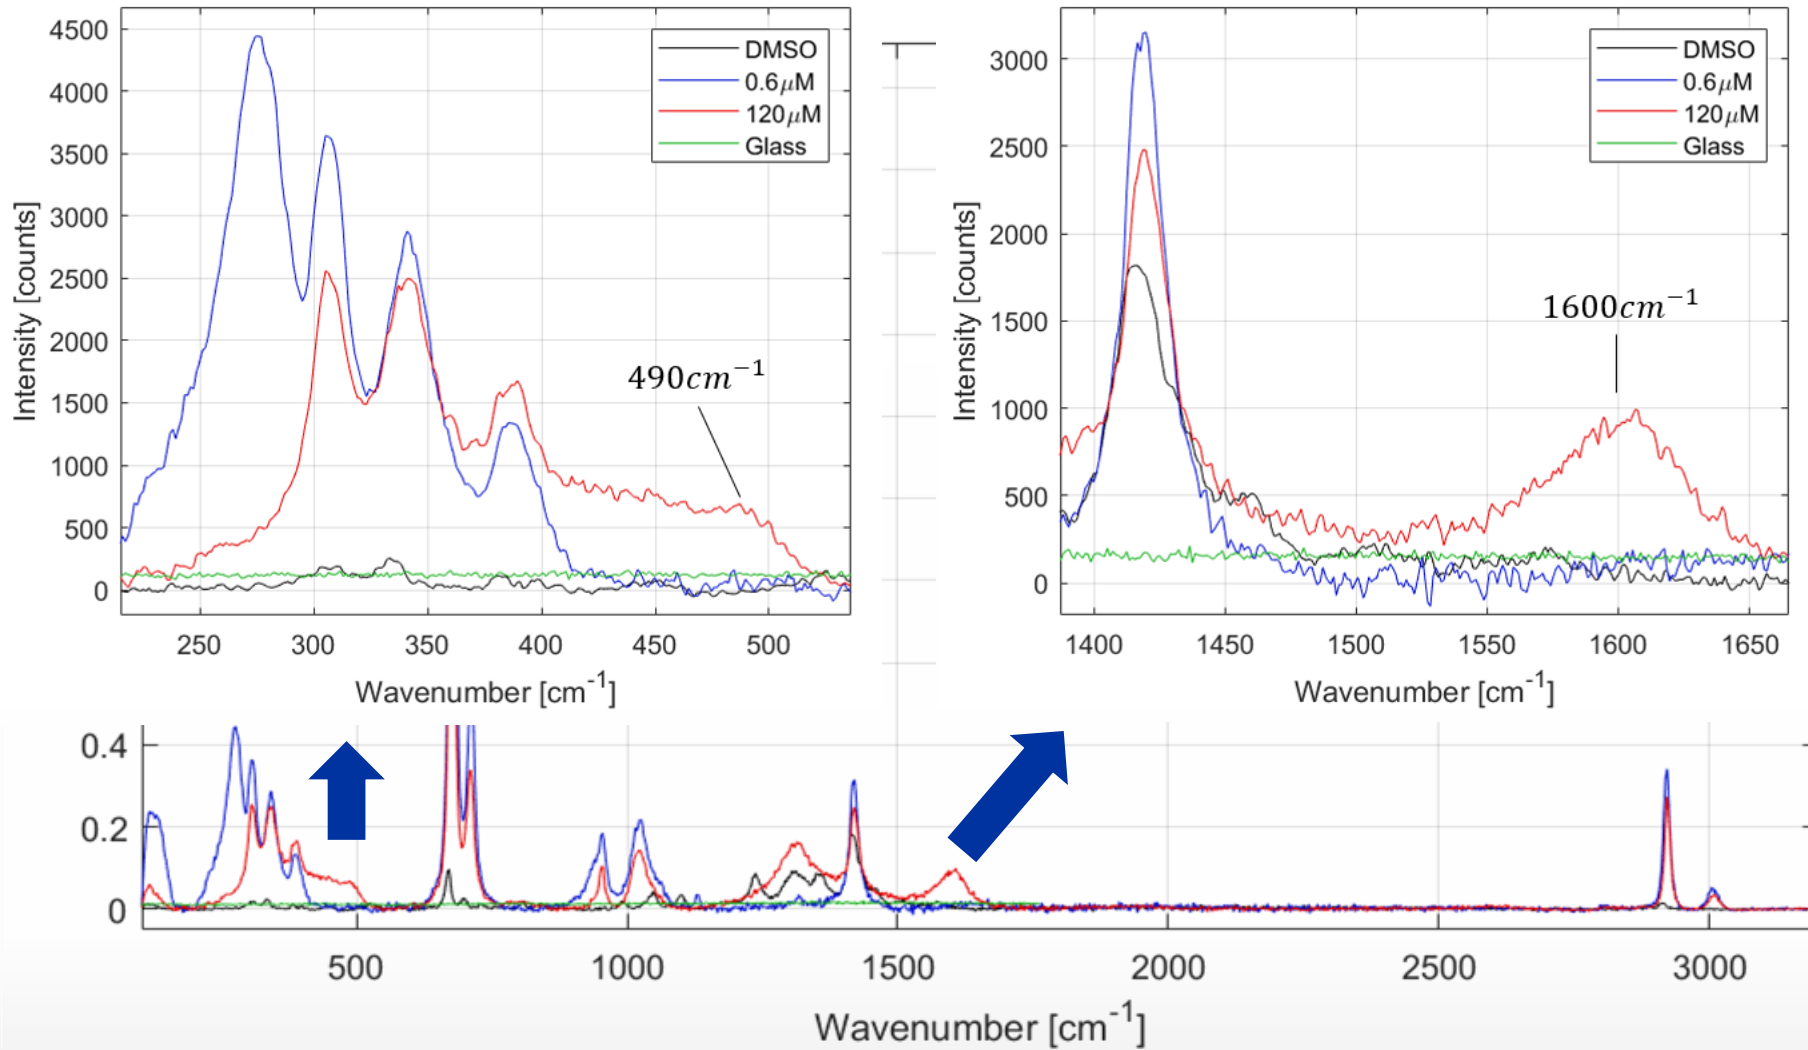 4500
4000
3500
3000
2500
2000
1500
1000
500
0
Intensity [counts]
DMSO
0.6μM
120μM
Glass
490cm⁻¹
250 300 350 400 450 500
Wavenumber [cm⁻¹]
3000
2500
2000
1500
1000
500
0
Intensity [counts]
DMSO
0.6μM
120μM
Glass
1600cm⁻¹
1400 1450 1500 1550 1600 1650
Wavenumber [cm⁻¹]
0.4
0.2
0
500 1000 1500 2000 2500 3000
Wavenumber [cm⁻¹]